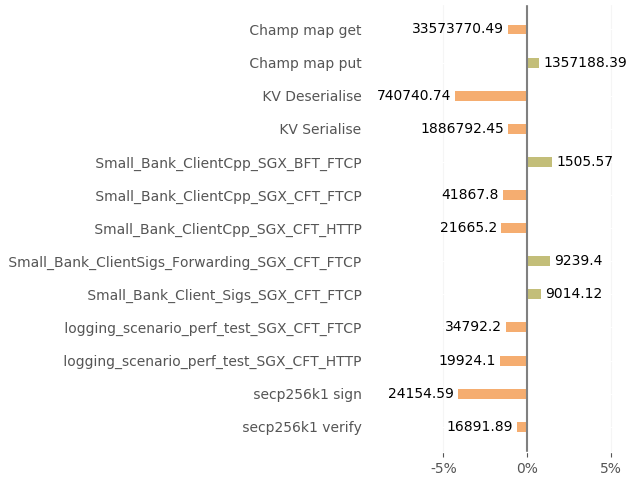 Champ map get 33573770.49
Champ map put 1357188.39
KV Deserialise 740740.74
KV Serialise 1886792.45
Small_Bank_ClientCpp_SGX_BFT_FTCP 1505.57
Small_Bank_ClientCpp_SGX_CFT_FTCP 41867.8
Small_Bank_ClientCpp_SGX_CFT_HTTP 21665.2
Small_Bank_ClientSigs_Forwarding_SGX_CFT_FTCP 9239.4
Small_Bank_Client_Sigs_SGX_CFT_FTCP 9014.12
logging_scenario_perf_test_SGX_CFT_FTCP 34792.2
logging_scenario_perf_test_SGX_CFT_HTTP 19924.1
secp256k1 sign 24154.59
secp256k1 verify 16891.89
-5% 0% 5%